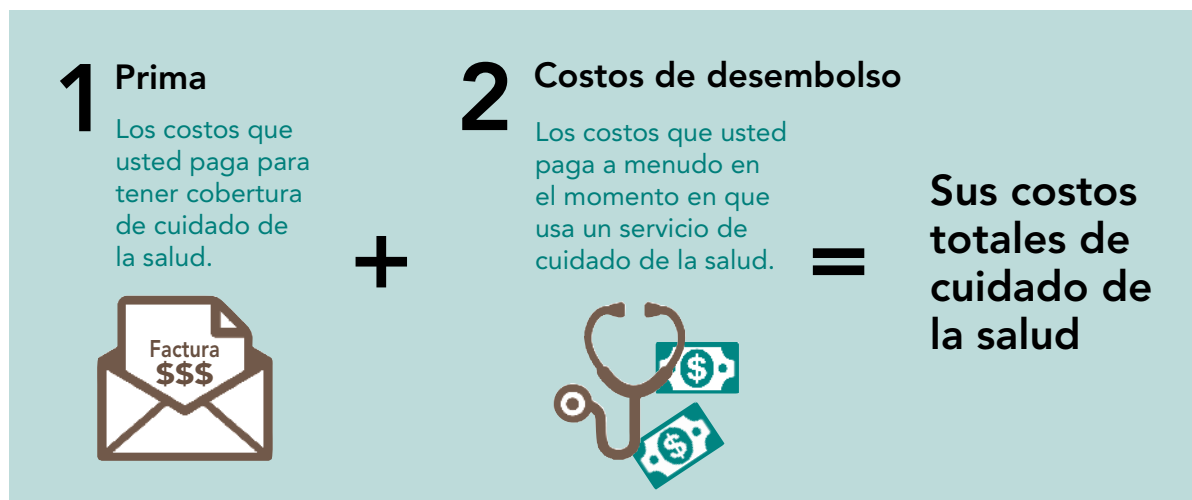 1 Prima
Los costos que
usted paga para
tener cobertura
de cuidado de
la salud.
Factura
$$$
+
2 Costos de desembolso
Los costos que usted
paga a menudo en
el momento en que
usa un servicio de
cuidado de la salud.
$
$
=
Sus costos
totales de
cuidado de
la salud